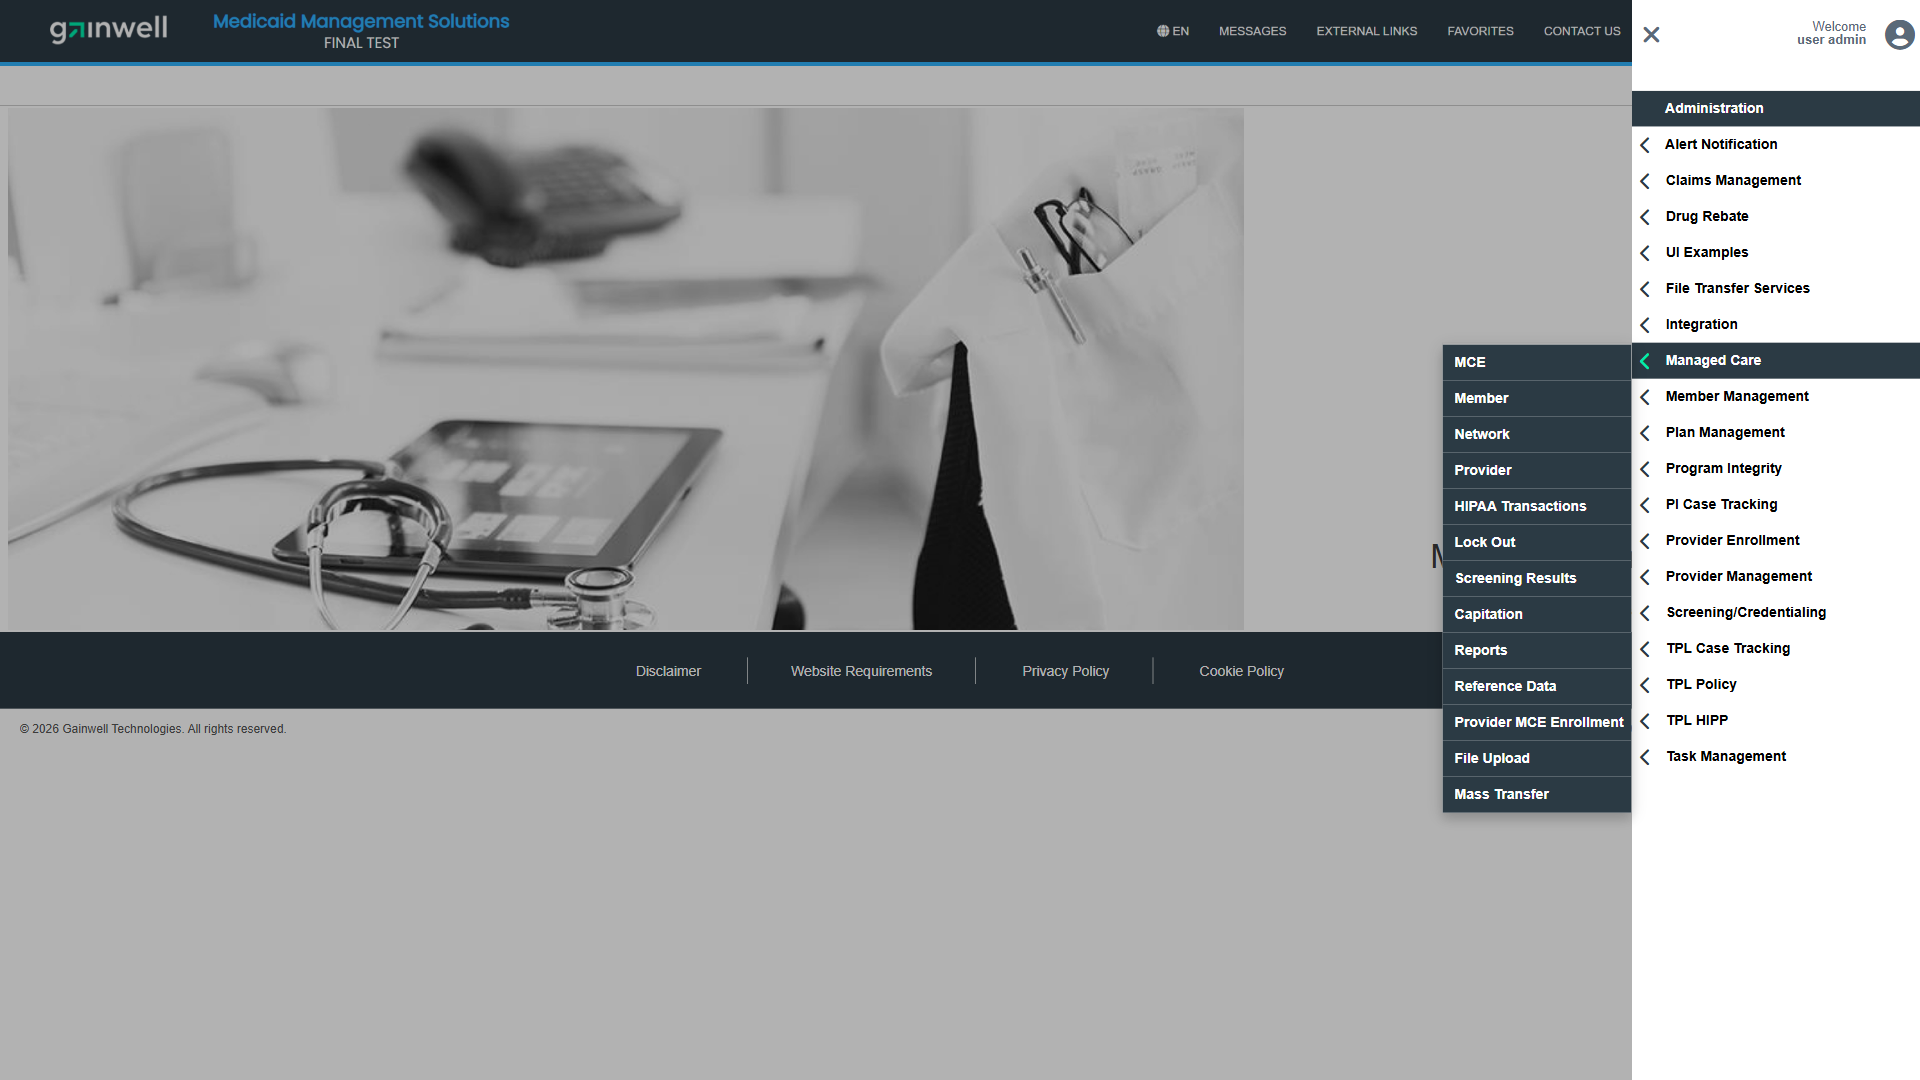 gainwell
Medicaid Management Solutions
FINAL TEST
EN
MESSAGES
EXTERNAL LINKS
FAVORITES
CONTACT US
Welcome
user admin
Administration
Alert Notification
Claims Management
Drug Rebate
UI Examples
File Transfer Services
Integration
Managed Care
Member Management
Plan Management
Program Integrity
PI Case Tracking
Provider Enrollment
Provider Management
Screening/Credentialing
TPL Case Tracking
TPL Policy
TPL HIPP
Task Management
MCE
Member
Network
Provider
HIPAA Transactions
Lock Out
Screening Results
Capitation
Reports
Reference Data
Provider MCE Enrollment
File Upload
Mass Transfer
Disclaimer
Website Requirements
Privacy Policy
Cookie Policy
© 2026 Gainwell Technologies. All rights reserved.